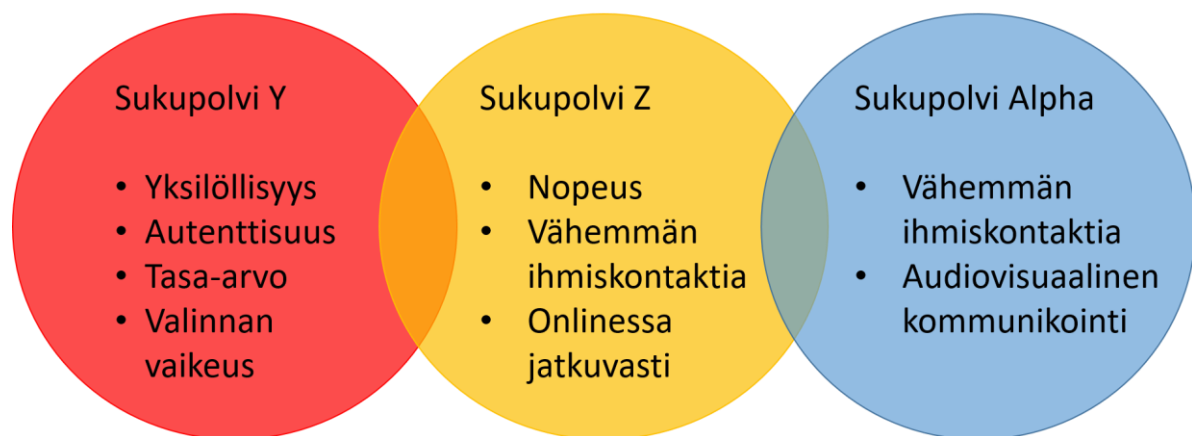 Sukupolvi Y
• Yksilöllisyys
• Autenttisuus
• Tasa-arvo
• Valinnan
vaikeus
Sukupolvi Z
• Nopeus
• Vähemmän
ihmiskontaktia
• Onlinessa
jatkuvasti
Sukupolvi Alpha
• Vähemmän
ihmiskontaktia
• Audiovisuaalinen
kommunikointi